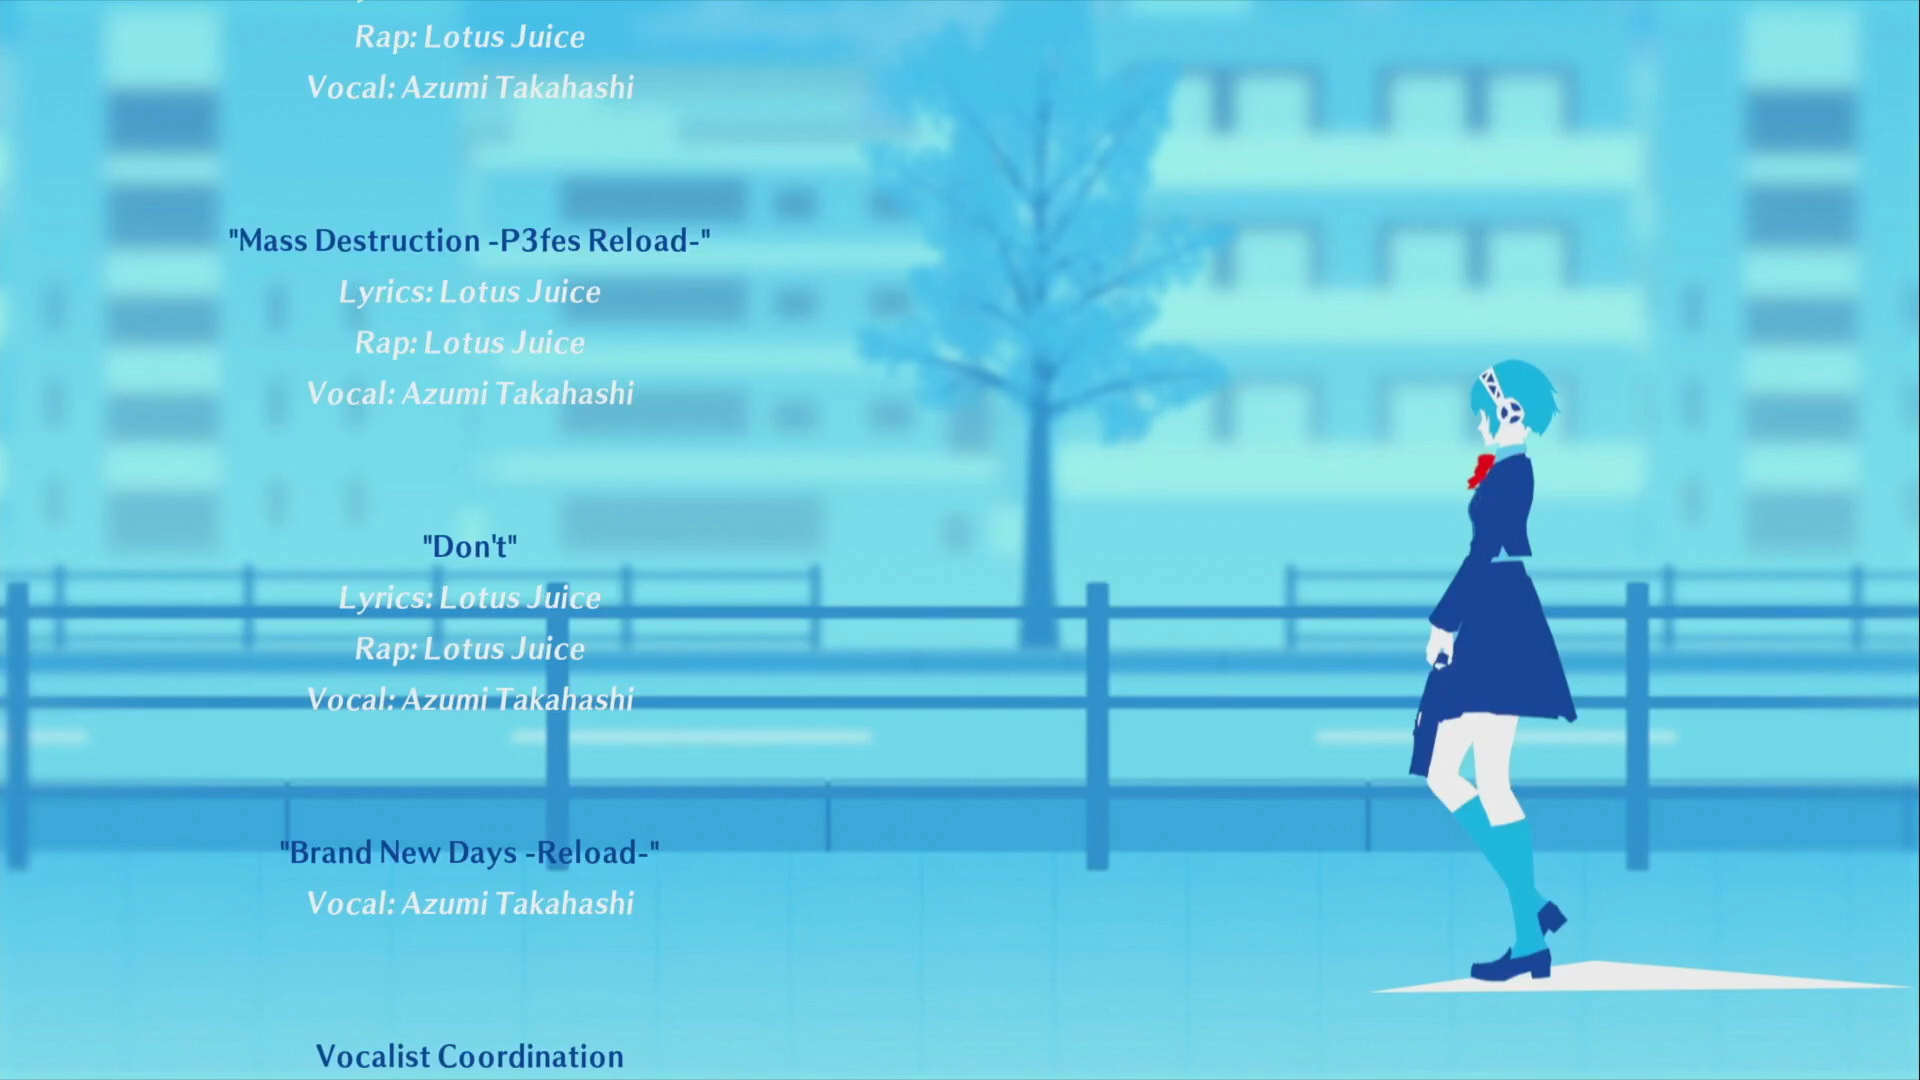 Rap: Lotus Juice
Vocal: Azumi Takahashi
"Mass Destruction -P3fes Reload-"
Lyrics: Lotus Juice
Rap: Lotus Juice
Vocal: Azumi Takahashi
"Don't"
Lyrics: Lotus Juice
Rap: Lotus Juice
Vocal: Azumi Takahashi
"Brand New Days -Reload-"
Vocal: Azumi Takahashi
Vocalist Coordination